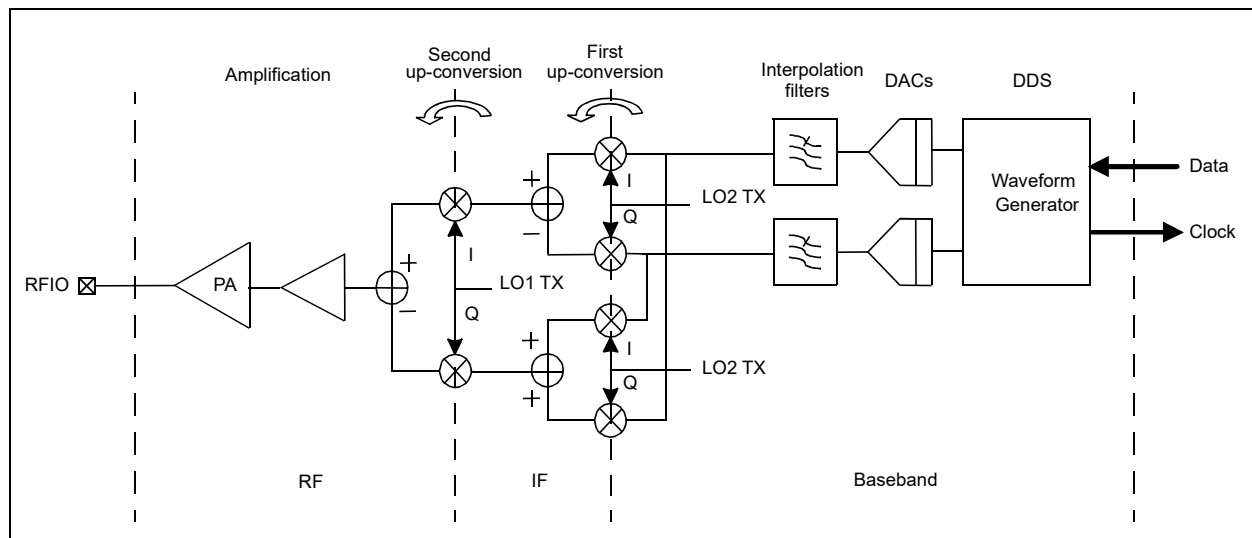 Amplification
Second
up-conversion
First
up-conversion
Interpolation
filters
DACs
DDS
I
Q
LO2 TX
Waveform
Generator
Data
Clock
+
−
+
−
I
Q
LO1 TX
RFIO
PA
+
+
I
Q
LO2 TX
RF
IF
Baseband